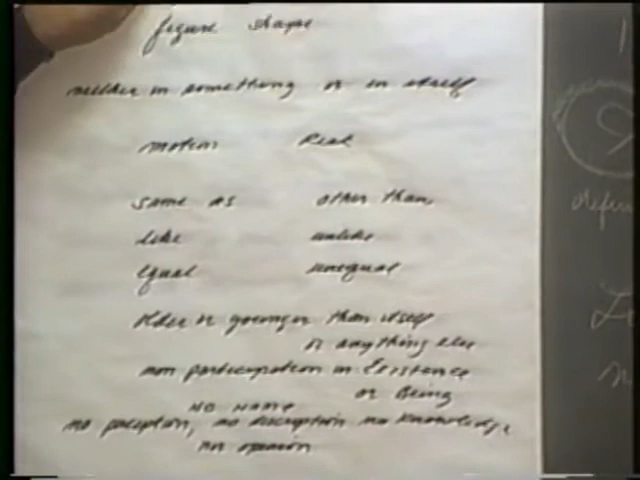 figure shape
neither in something or in itself
motion Rest
same as other than
like unlike
equal unequal
older or younger than itself
or anything else
non participation in Existence
or Being
no name
no perception, no description no knowledge
no opinion